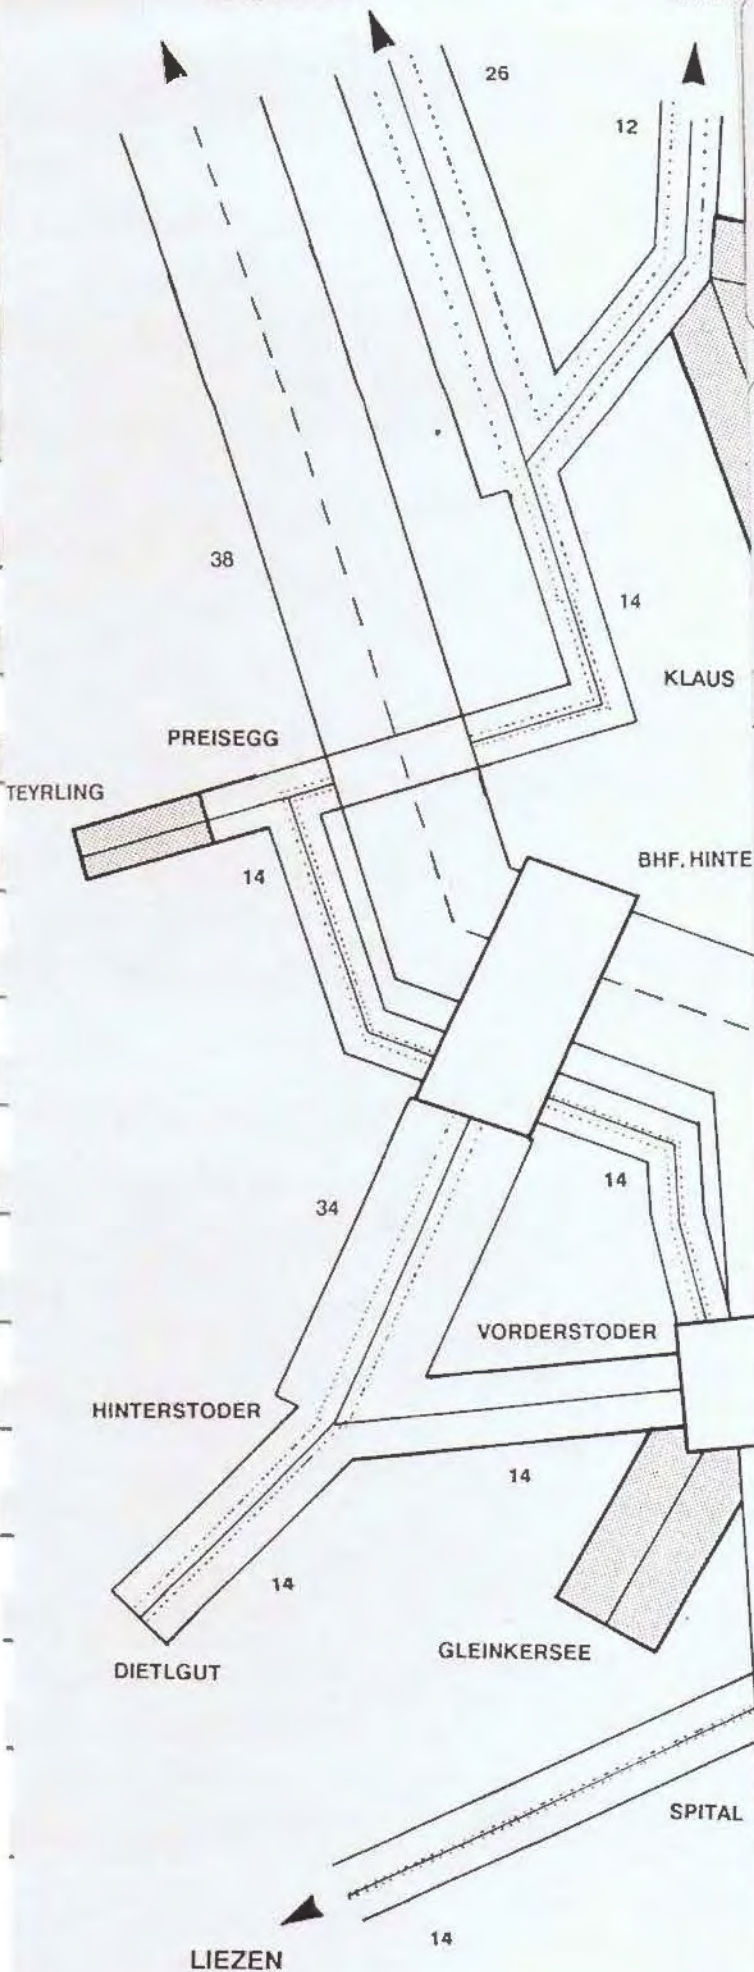 26
12
38
14
KLAUS
PREISEGG
TEYRLING
14
BHF. HINTE
14
34
VORDERSTODER
HINTERSTODER
14
14
GLEINKERSEE
DIETLGUT
SPITAL
14
LIEZEN